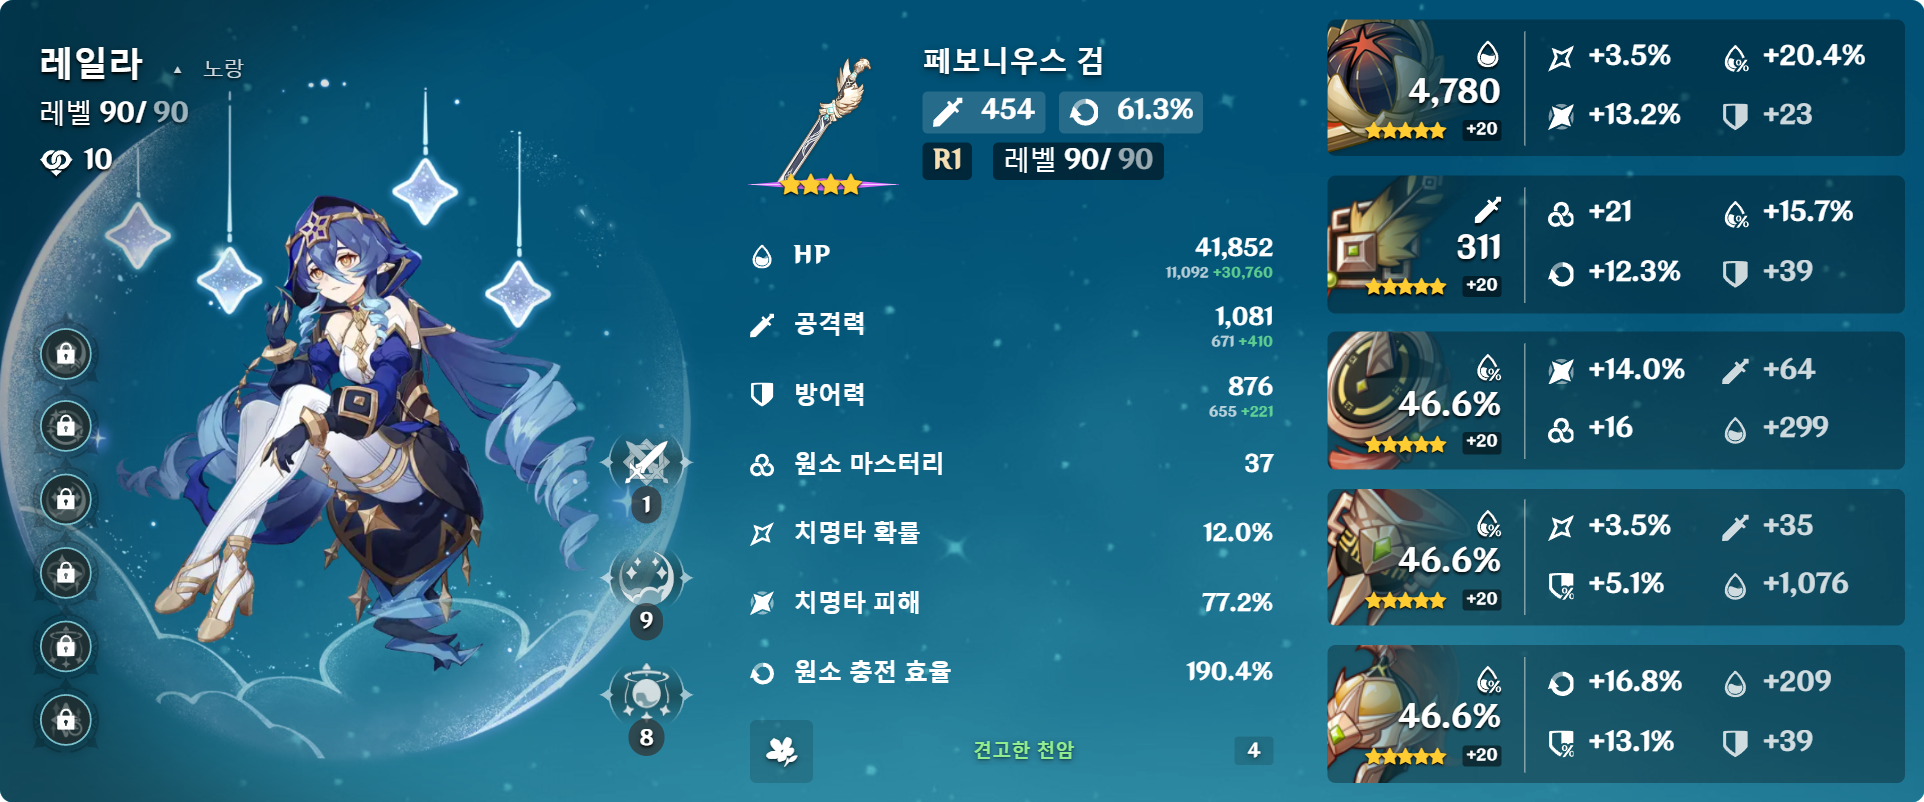 레일라 ▲ 노랑
레벨 90/ 90
10
1
9
8
페보니우스 검
454 61.3%
R1 레벨 90/ 90
HP 41,852
11,092 +30,760
공격력 1,081
671 +410
방어력 876
655 +221
원소 마스터리 37
치명타 확률 12.0%
치명타 피해 77.2%
원소 충전 효율 190.4%
견고한 천암 4
4,780
+20
+3.5% +20.4%
+13.2% +23
311
+20
+21 +15.7%
+12.3% +39
46.6%
+20
+14.0% +64
+16 +299
46.6%
+20
+3.5% +35
+5.1% +1,076
46.6%
+20
+16.8% +209
+13.1% +39